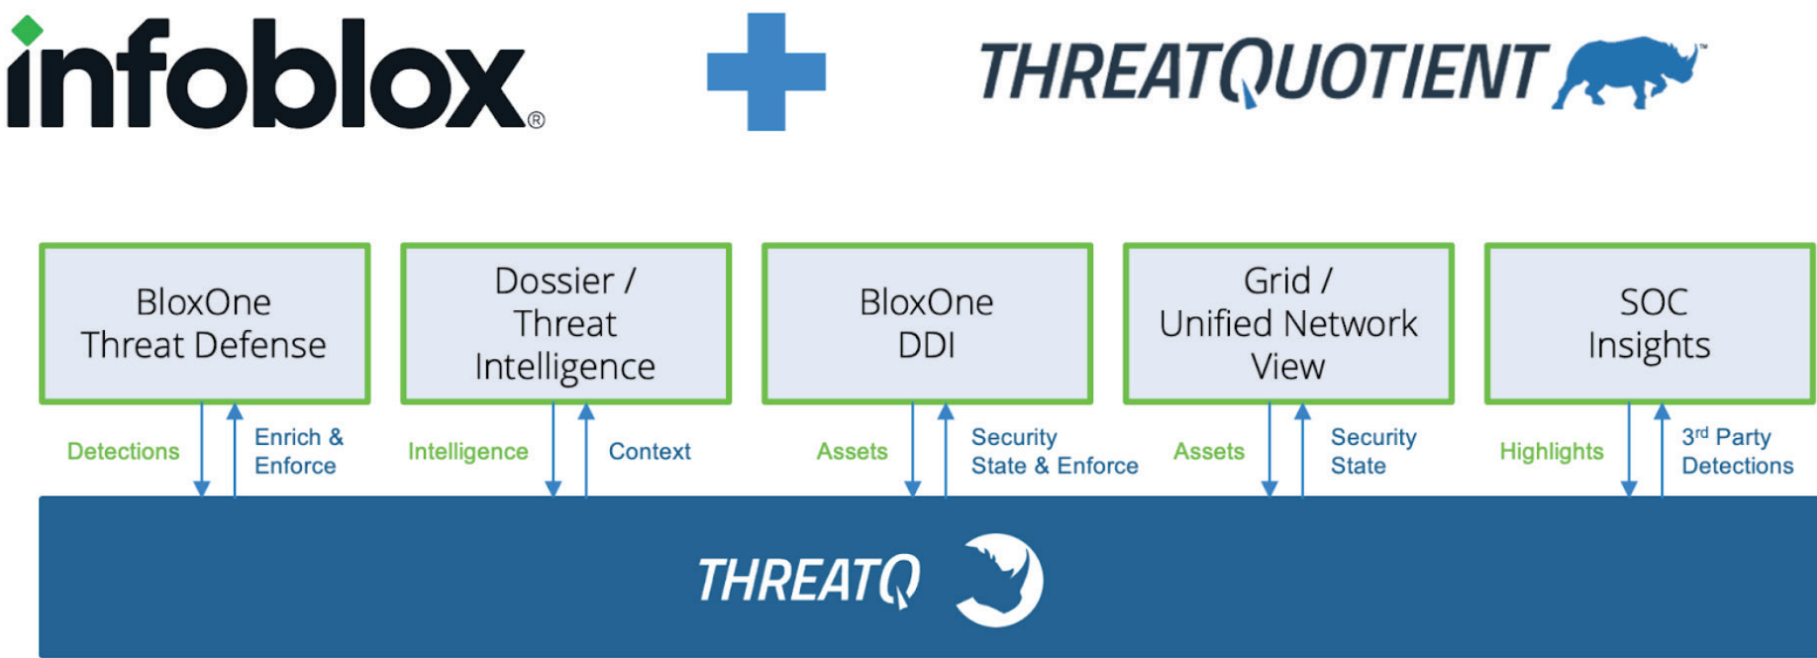 infoblox®
THREATQUOTIENT™
BloxOne
Threat Defense
Dossier /
Threat
Intelligence
BloxOne
DDI
Grid /
Unified Network
View
SOC
Insights
Detections
Enrich &
Enforce
Intelligence
Context
Assets
Security
State & Enforce
Assets
Security
State
Highlights
3rd Party
Detections
THREATQ